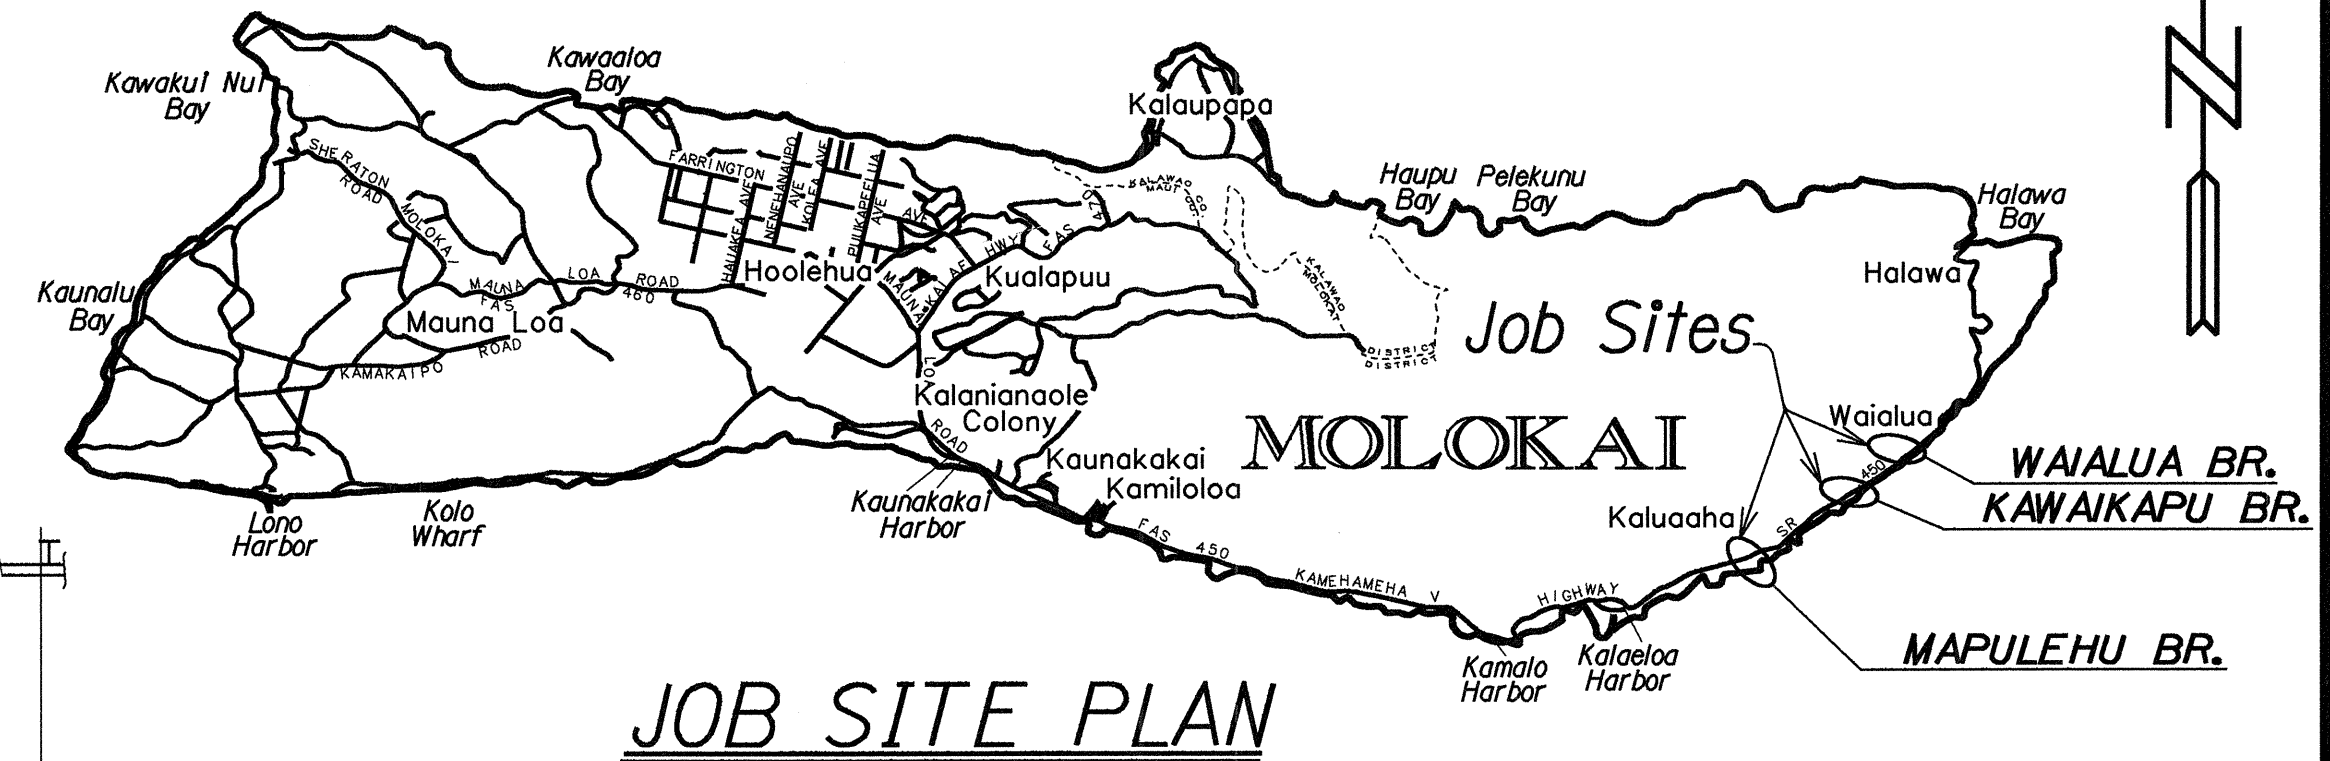 Kawaaloa
Bay
Kawakui Nui
Bay
Kalaupapa
SHERATON
ROAD
FARRINGTON
AVE
HAUAKEA AVE
NENEHANAUPO
AVE
KOLEA AVE
PUUKAPEELUA
AVE
470
KALAWAO CO.
MAUI CO.
Haupu
Bay
Pelekunu
Bay
Halawa
Bay
N
MOLOKAI
MAUNA LOA ROAD
FAS 460
Hoolehua
MAUNA
HWY FAS
Kualapuu
KALAWAO
MOLOKAI
Halawa
Kaunalu
Bay
Mauna Loa
KAMAKAIPO ROAD
LOA
ROAD
DISTRICT
DISTRICT
Job Sites
Kalanianaole
Colony
MOLOKAI
Waialua
WAIALUA BR.
KAWAIKAPU BR.
Kaunakakai
Kamiloloa
Kaunakakai
Harbor
Lono
Harbor
Kolo
Wharf
Kaluaaha
SR 450
FAS 450
KAMEHAMEHA V HIGHWAY
Kamalo
Harbor
Kalaeloa
Harbor
MAPULEHU BR.
JOB SITE PLAN